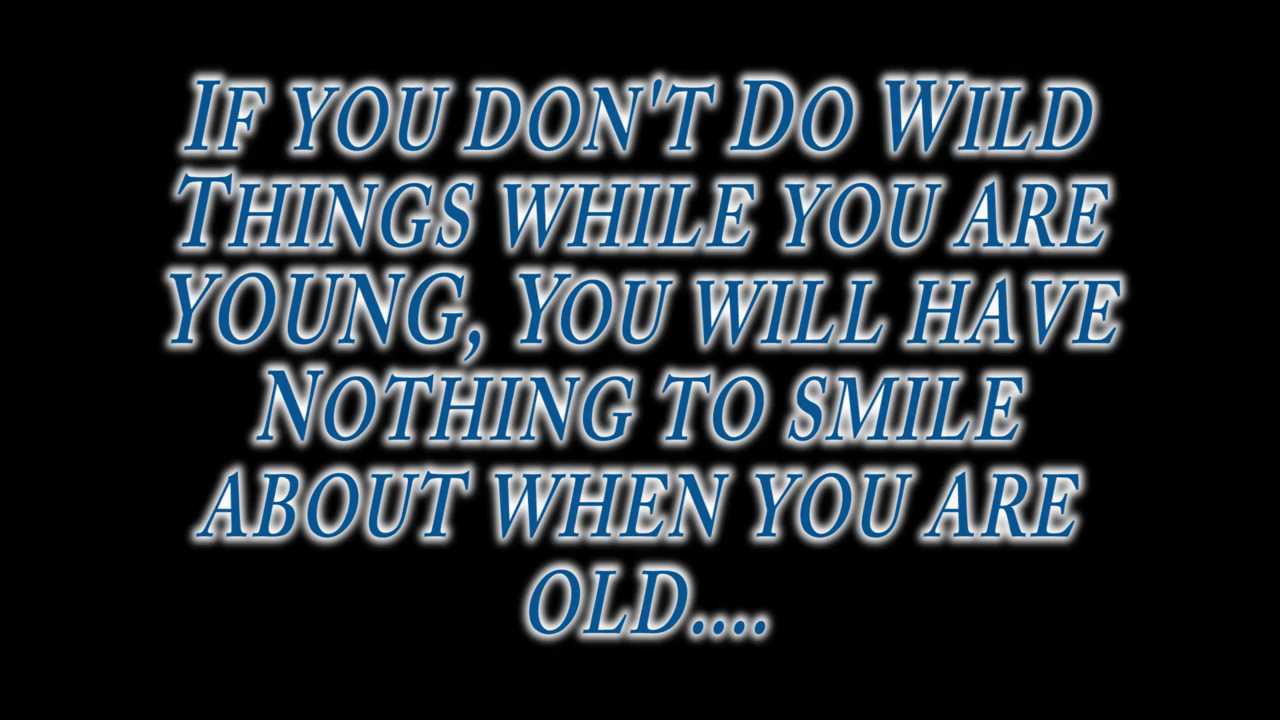 If you don't Do Wild
Things while you are
YOUNG, You will have
Nothing to smile
about when you are
old....